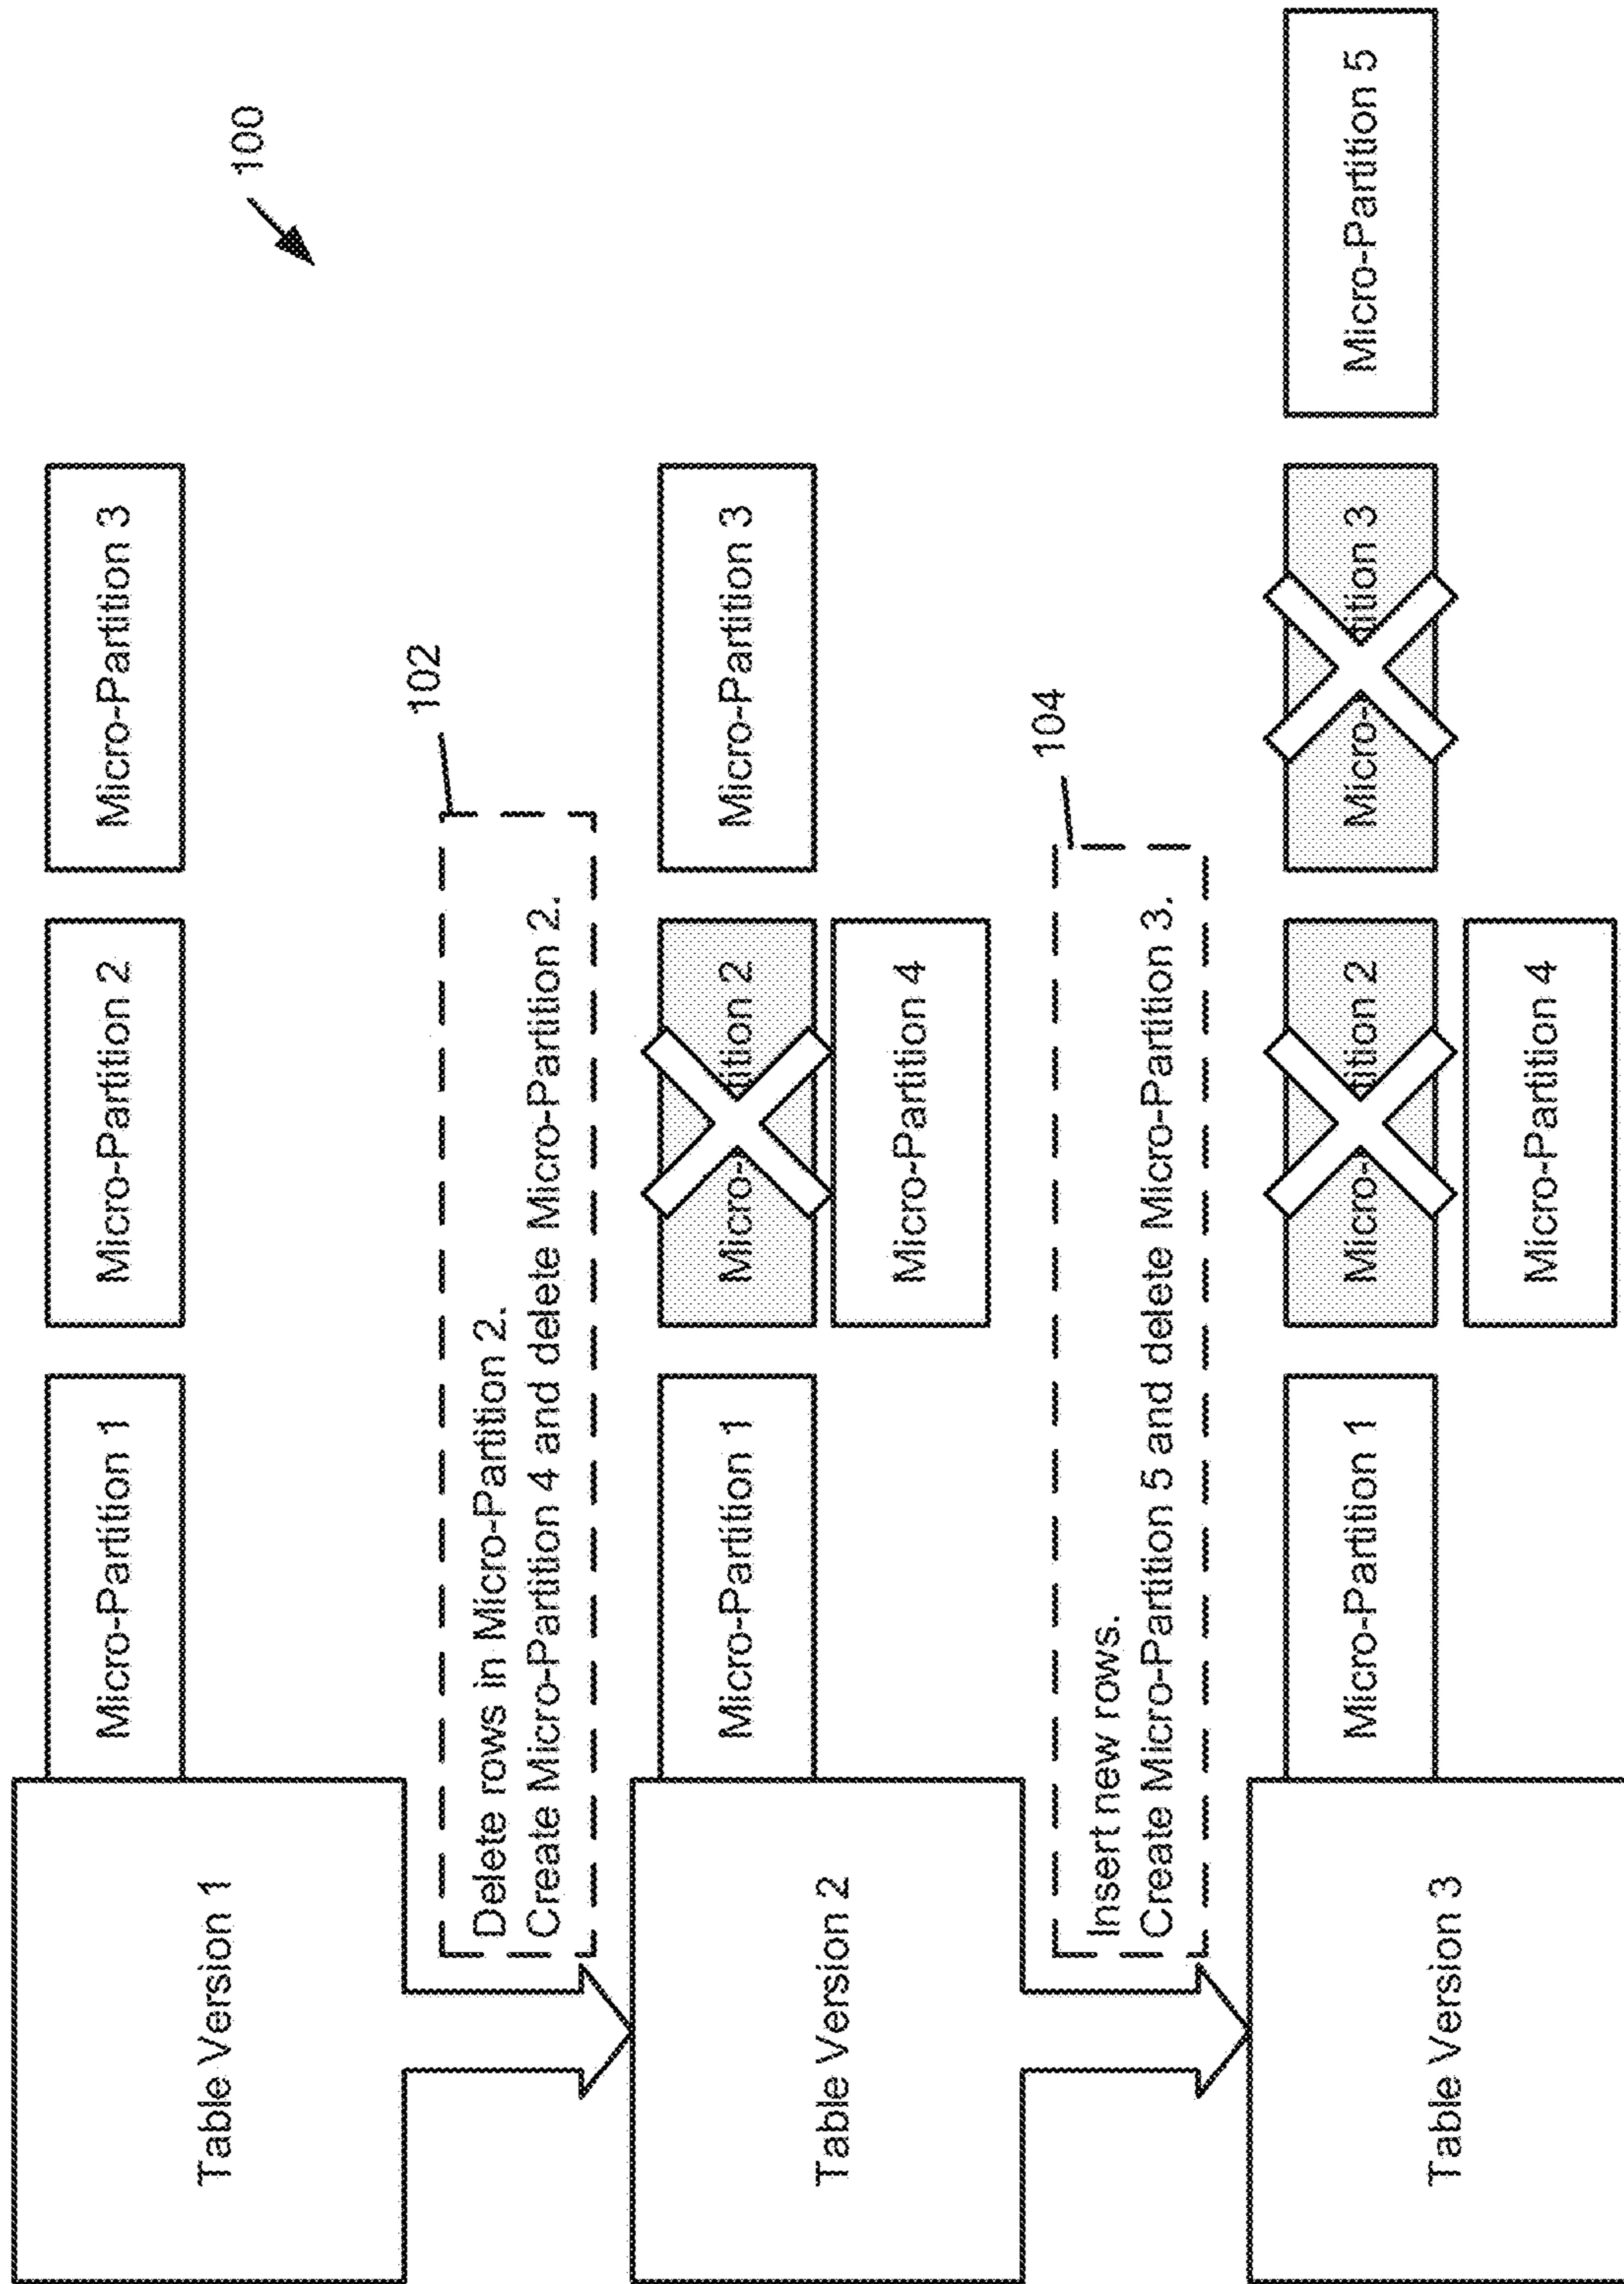 100
Table Version 1
Micro-Partition 1
Micro-Partition 2
Micro-Partition 3
102
Delete rows in Micro-Partition 2.
Create Micro-Partition 4 and delete Micro-Partition 2.
Table Version 2
Micro-Partition 1
Micro- ition 2
Micro-Partition 3
Micro-Partition 4
104
Insert new rows.
Create Micro-Partition 5 and delete Micro-Partition 3.
Table Version 3
Micro-Partition 1
Micro- ition 2
Micro- ition 3
Micro-Partition 5
Micro-Partition 4